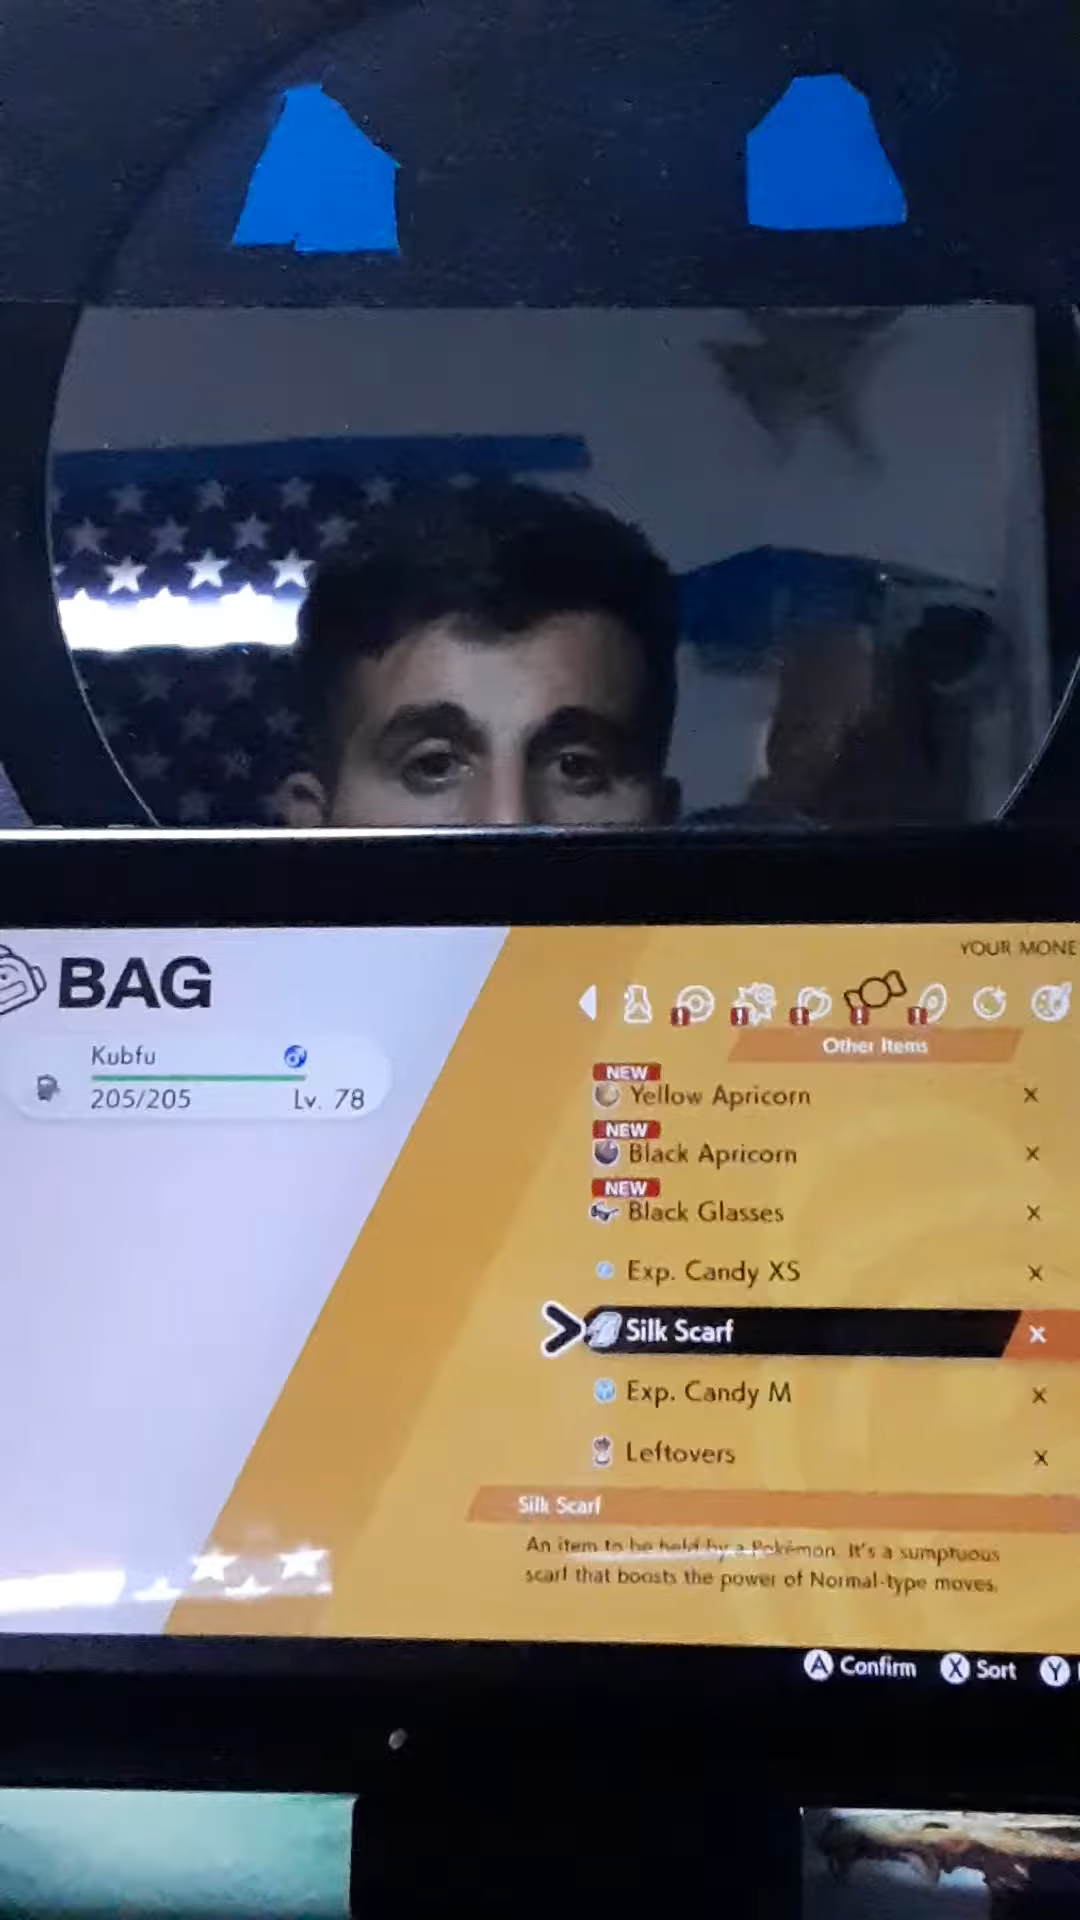 YOUR MONE
BAG
Kubfu
205/205 Lv. 78
Other Items
NEW
Yellow Apricorn ×
NEW
Black Apricorn ×
NEW
Black Glasses ×
Exp. Candy XS ×
Silk Scarf ×
Exp. Candy M ×
Leftovers ×
Silk Scarf
An item to be held by a Pokémon. It's a sumptuous
scarf that boosts the power of Normal-type moves.
A Confirm X Sort Y